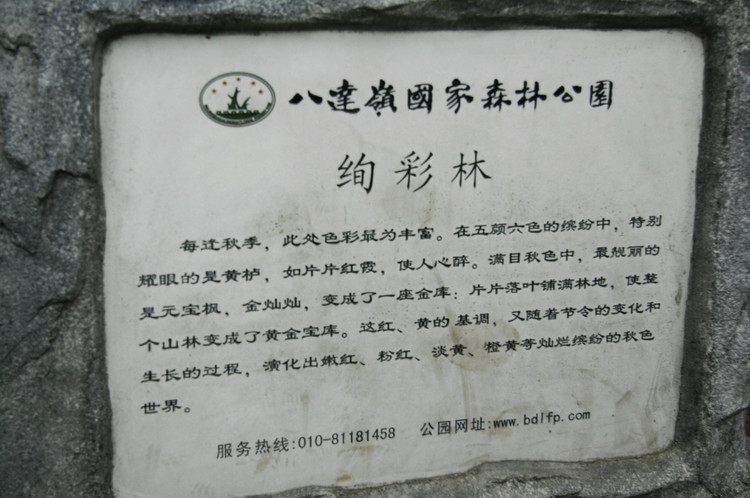 八達嶺國家森林公園
绚彩林
每逢秋季，此处色彩最为丰富。在五颜六色的缤纷中，特别
耀眼的是黄栌，如片片红霞，使人心醉。满目秋色中，最靓丽的
是元宝枫，金灿灿，变成了一座金库；片片落叶铺满林地，使整
个山林变成了黄金宝库。这红、黄的基调，又随着节令的变化和
生长的过程，演化出嫩红、粉红、淡黄、橙黄等灿烂缤纷的秋色
世界。
服务热线:010-81181458 公园网址:www.bdlfp.com